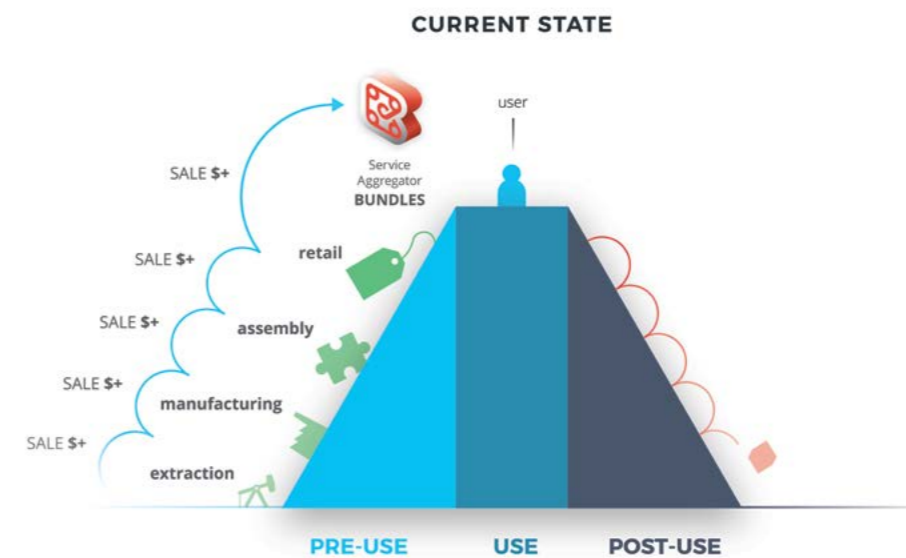 CURRENT STATE
user
Service
Aggregator
BUNDLES
SALE $+
retail
SALE $+
assembly
SALE $+
manufacturing
SALE $+
extraction
SALE $+
PRE-USE
USE
POST-USE